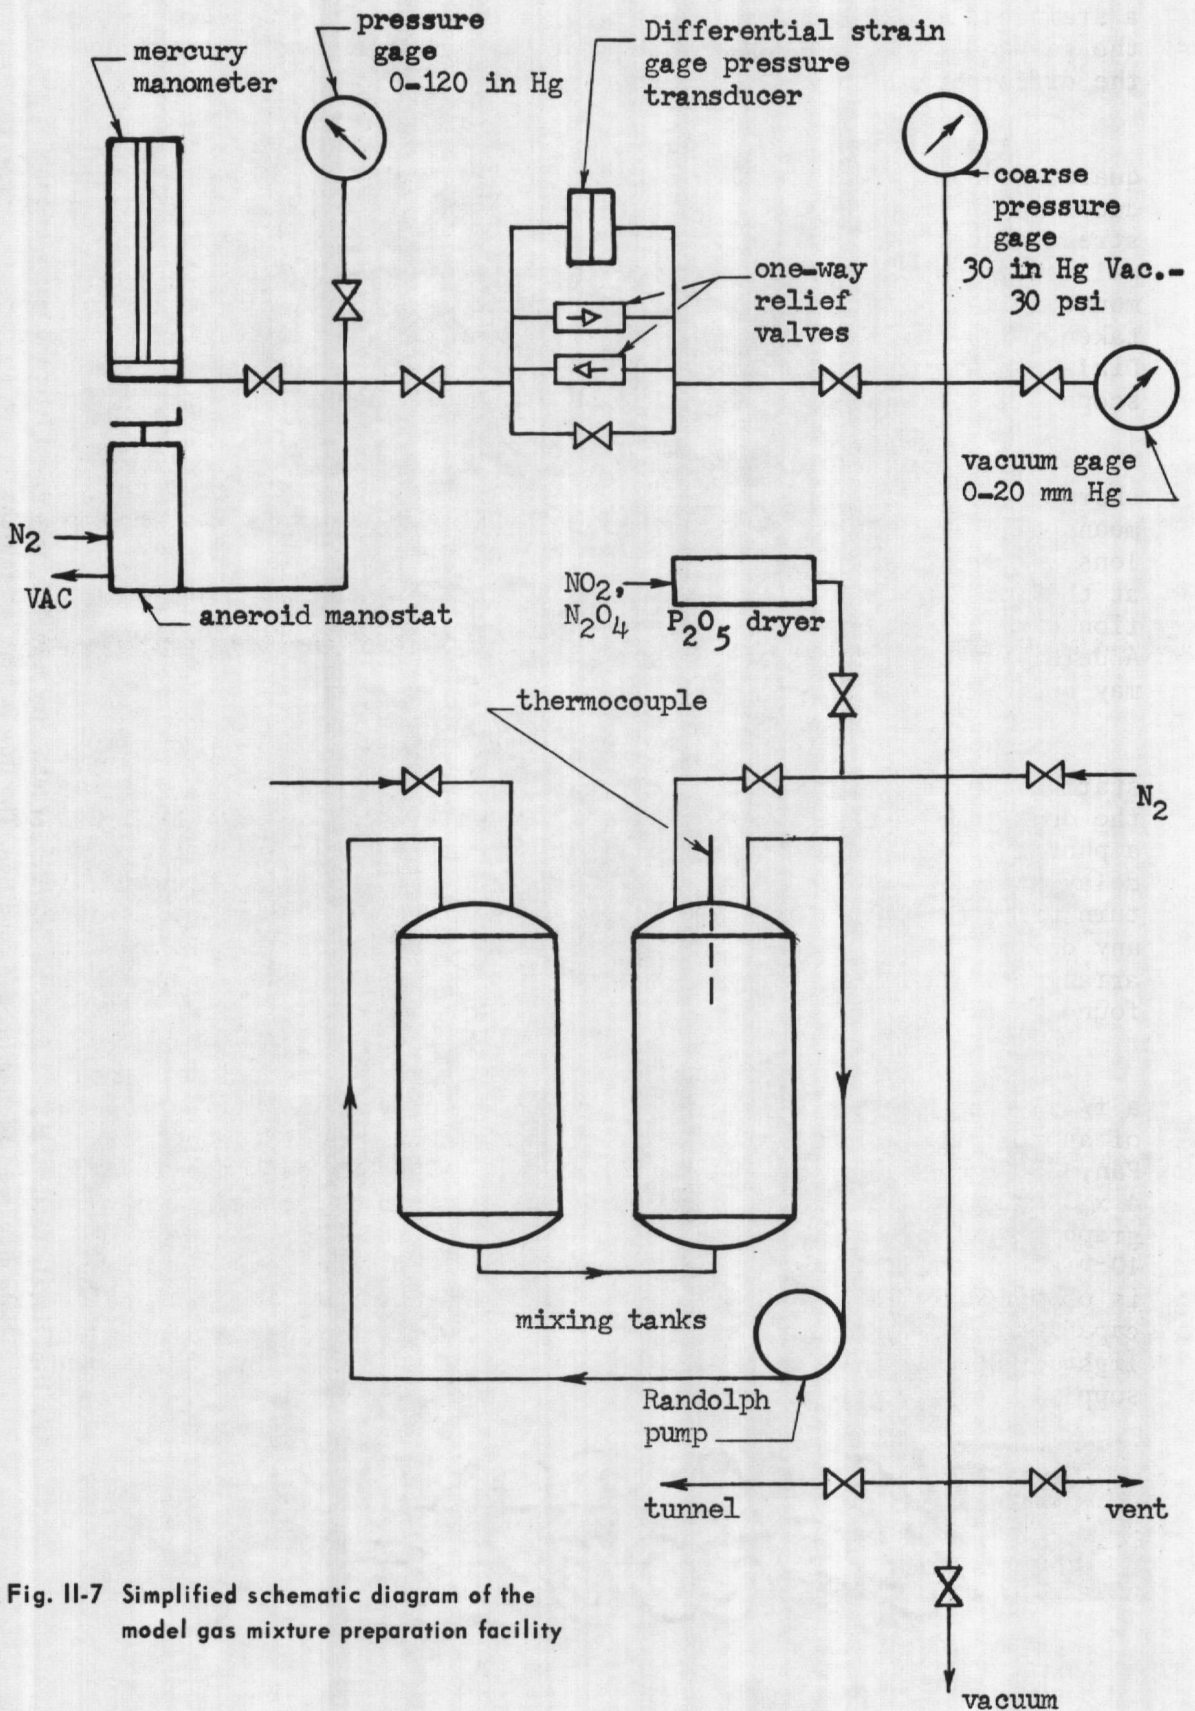 pressure
gage
0-120 in Hg
mercury
manometer
Differential strain
gage pressure
transducer
coarse
pressure
gage
30 in Hg Vac.-
30 psi
one-way
relief
valves
vacuum gage
0-20 mm Hg
N2
VAC
aneroid manostat
NO2,
N2O4
P2O5 dryer
thermocouple
N2
mixing tanks
Randolph
pump
tunnel
vent
vacuum
Fig. II-7 Simplified schematic diagram of the
model gas mixture preparation facility